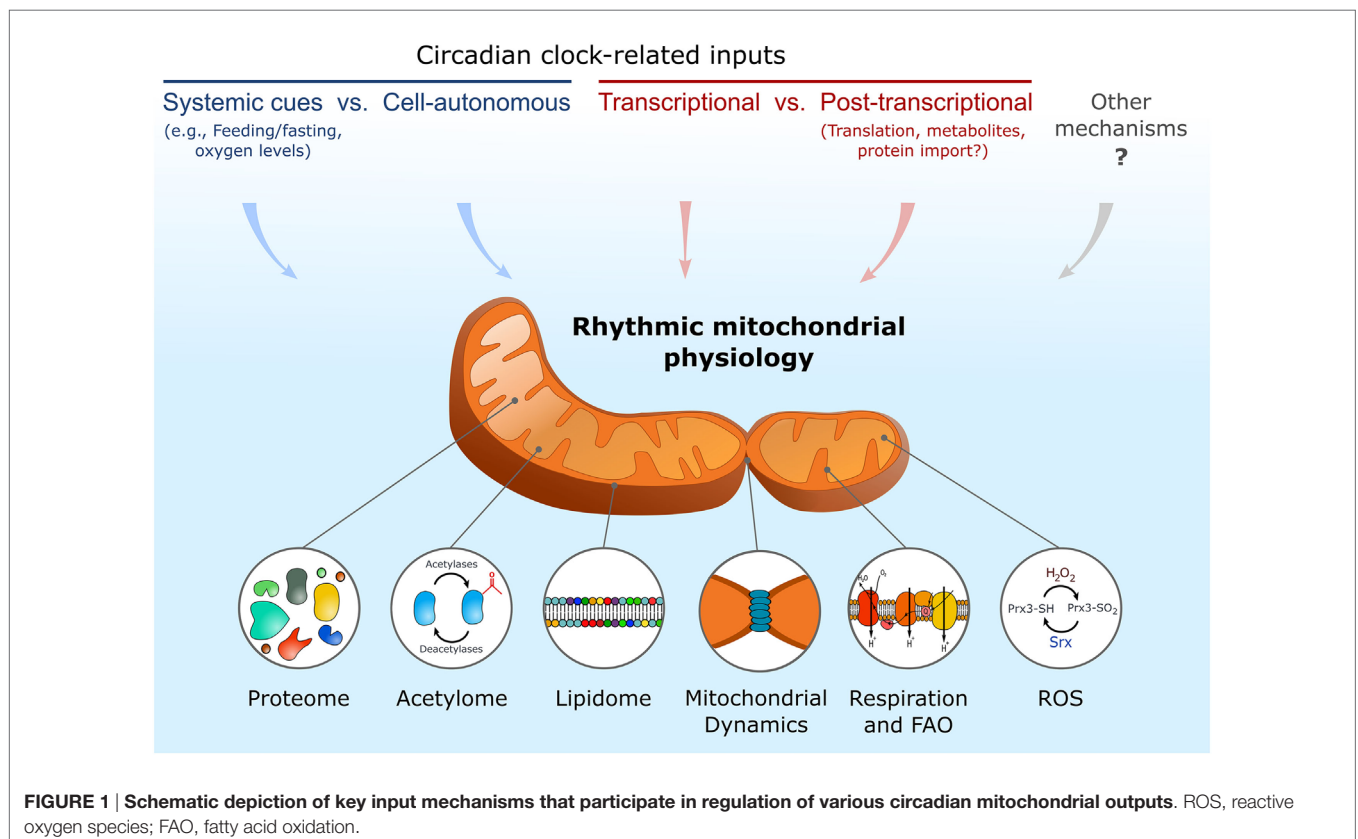 Circadian clock-related inputs
Systemic cues vs. Cell-autonomous
(e.g., Feeding/fasting,
oxygen levels)
Transcriptional vs. Post-transcriptional
(Translation, metabolites,
protein import?)
Other
mechanisms
?
Rhythmic mitochondrial
physiology
Proteome
Acetylases
Deacetylases
Acetylome
Lipidome
Mitochondrial
Dynamics
H₂O O₂
H⁺ H⁺ H⁺
Respiration
and FAO
H₂O₂
Prx3-SH Prx3-SO₂
Srx
ROS
FIGURE 1 | Schematic depiction of key input mechanisms that participate in regulation of various circadian mitochondrial outputs. ROS, reactive
oxygen species; FAO, fatty acid oxidation.